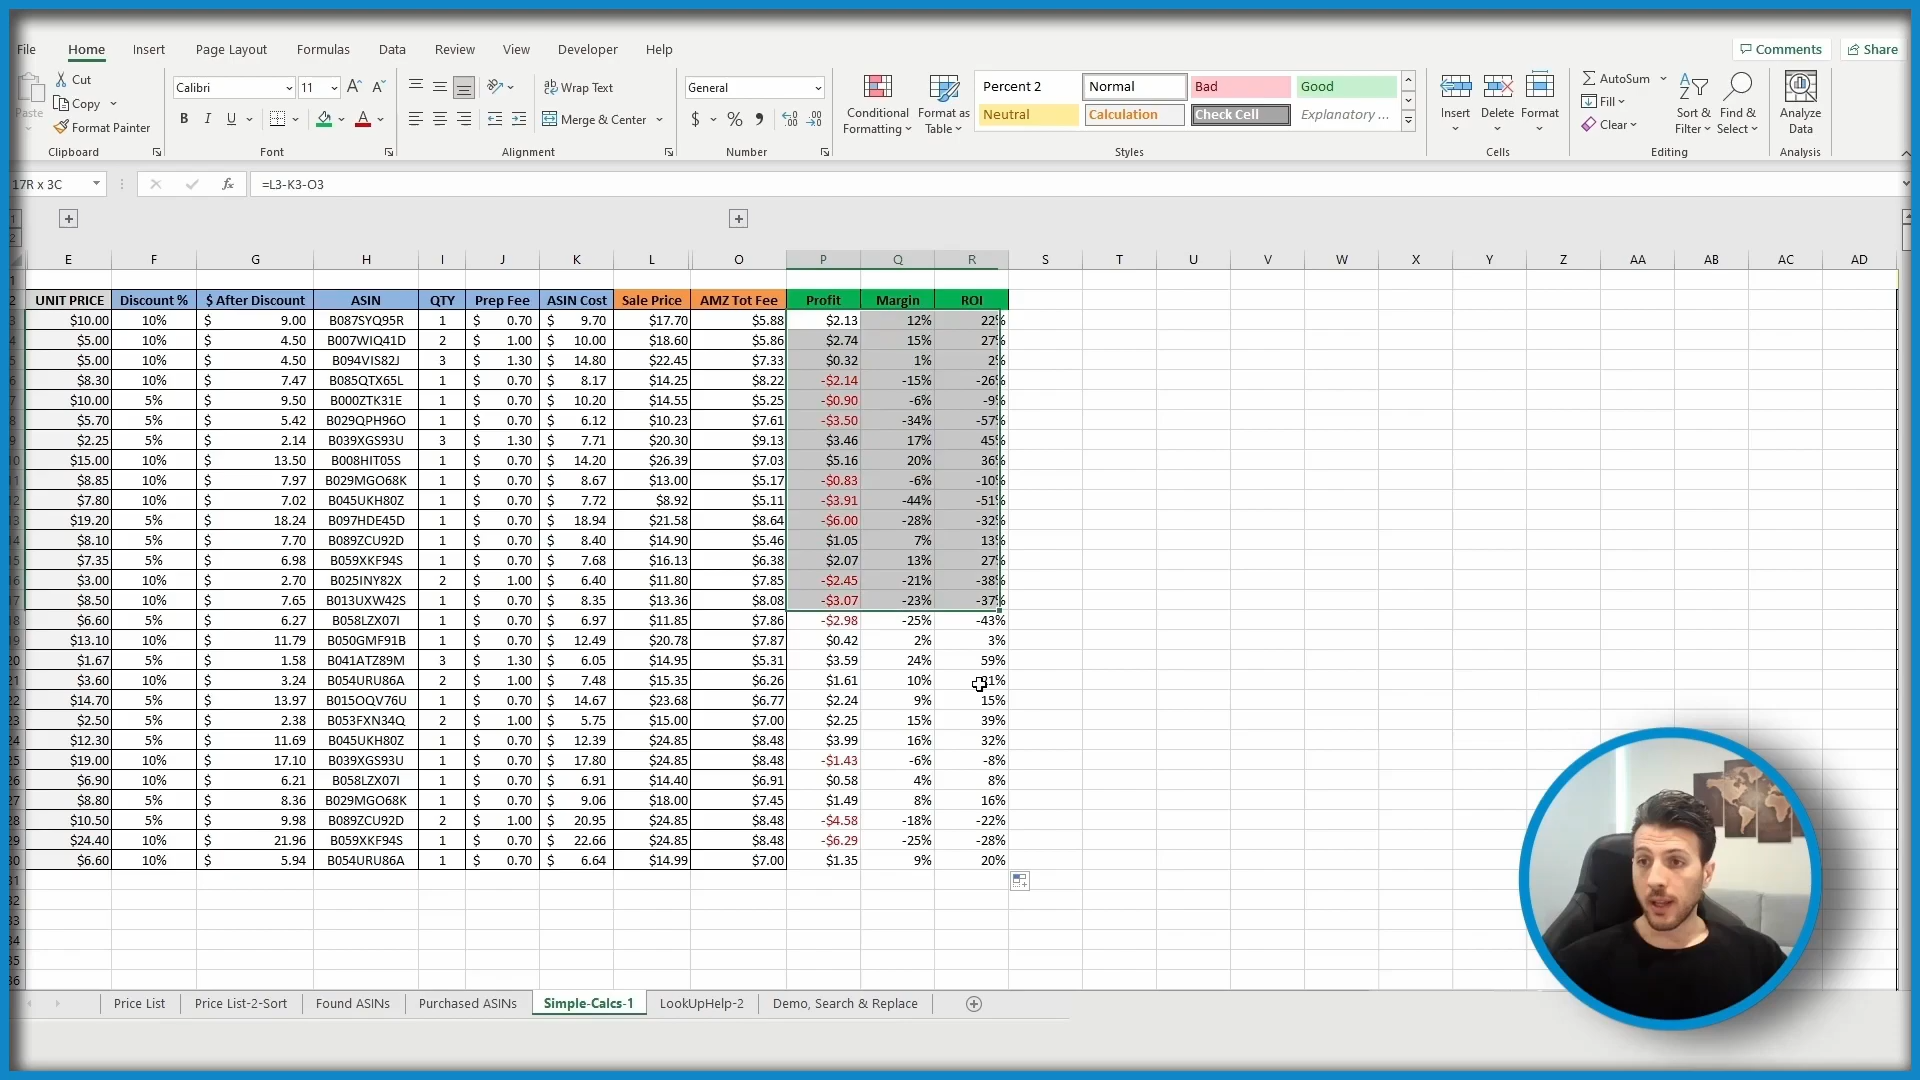 File Home Insert Page Layout Formulas Data Review View Developer Help Comments Share
Cut
Copy
Format Painter
Paste
Clipboard
Calibri 11
B I U
Font
Wrap Text
Merge & Center
Alignment
General
$ % 9
Number
Conditional Formatting
Format as Table
Percent 2 Normal Bad Good
Neutral Calculation Check Cell Explanatory ...
Styles
Insert Delete Format
Cells
AutoSum
Fill
Clear
Sort & Filter
Find & Select
Editing
Analyze Data
Analysis
17R x 3C fx =L3-K3-O3
E F G H I J K L O P Q R S T U V W X Y Z AA AB AC AD
UNIT PRICE Discount % $ After Discount ASIN QTY Prep Fee ASIN Cost Sale Price AMZ Tot Fee Profit Margin ROI
$10.00 10% $ 9.00 B087SYQ95R 1 $ 0.70 $ 9.70 $17.70 $5.88 $2.13 12% 22%
$5.00 10% $ 4.50 B007WIQ41D 2 $ 1.00 $ 10.00 $18.60 $5.86 $2.74 15% 27%
$5.00 10% $ 4.50 B094VIS82J 3 $ 1.30 $ 14.80 $22.45 $7.33 $0.32 1% 2%
$8.30 10% $ 7.47 B085QTX65L 1 $ 0.70 $ 8.17 $14.25 $8.22 -$2.14 -15% -26%
$10.00 5% $ 9.50 B000ZTK31E 1 $ 0.70 $ 10.20 $14.55 $5.25 -$0.90 -6% -9%
$5.70 5% $ 5.42 B029QPH96O 1 $ 0.70 $ 6.12 $10.23 $7.61 -$3.50 -34% -57%
$2.25 5% $ 2.14 B039XGS93U 3 $ 1.30 $ 7.71 $20.30 $9.13 $3.46 17% 45%
$15.00 10% $ 13.50 B008HIT05S 1 $ 0.70 $ 14.20 $26.39 $7.03 $5.16 20% 36%
$8.85 10% $ 7.97 B029MGO68K 1 $ 0.70 $ 8.67 $13.00 $5.17 -$0.83 -6% -10%
$7.80 10% $ 7.02 B045UKH80Z 1 $ 0.70 $ 7.72 $8.92 $5.11 -$3.91 -44% -51%
$19.20 5% $ 18.24 B097HDE45D 1 $ 0.70 $ 18.94 $21.58 $8.64 -$6.00 -28% -32%
$8.10 5% $ 7.70 B089ZCU92D 1 $ 0.70 $ 8.40 $14.90 $5.46 $1.05 7% 13%
$7.35 5% $ 6.98 B059XKF94S 1 $ 0.70 $ 7.68 $16.13 $6.38 $2.07 13% 27%
$3.00 10% $ 2.70 B025INY82X 2 $ 1.00 $ 6.40 $11.80 $7.85 -$2.45 -21% -38%
$8.50 10% $ 7.65 B013UXW42S 1 $ 0.70 $ 8.35 $13.36 $8.08 -$3.07 -23% -37%
$6.60 5% $ 6.27 B058LZX07I 1 $ 0.70 $ 6.97 $11.85 $7.86 -$2.98 -25% -43%
$13.10 10% $ 11.79 B050GMF91B 1 $ 0.70 $ 12.49 $20.78 $7.87 $0.42 2% 3%
$1.67 5% $ 1.58 B041ATZ89M 3 $ 1.30 $ 6.05 $14.95 $5.31 $3.59 24% 59%
$3.60 10% $ 3.24 B054URU86A 2 $ 1.00 $ 7.48 $15.35 $6.26 $1.61 10%
$14.70 5% $ 13.97 B015OQV76U 1 $ 0.70 $ 14.67 $23.68 $6.77 $2.24 9% 15%
$2.50 5% $ 2.38 B053FXN34Q 2 $ 1.00 $ 5.75 $15.00 $7.00 $2.25 15% 39%
$12.30 5% $ 11.69 B045UKH80Z 1 $ 0.70 $ 12.39 $24.85 $8.48 $3.99 16% 32%
$19.00 10% $ 17.10 B039XGS93U 1 $ 0.70 $ 17.80 $24.85 $8.48 -$1.43 -6% -8%
$6.90 10% $ 6.21 B058LZX07I 1 $ 0.70 $ 6.91 $14.40 $6.91 $0.58 4% 8%
$8.80 5% $ 8.36 B029MGO68K 1 $ 0.70 $ 9.06 $18.00 $7.45 $1.49 8% 16%
$10.50 5% $ 9.98 B089ZCU92D 2 $ 1.00 $ 20.95 $24.85 $8.48 -$4.58 -18% -22%
$24.40 10% $ 21.96 B059XKF94S 1 $ 0.70 $ 22.66 $24.85 $8.48 -$6.29 -25% -28%
$6.60 10% $ 5.94 B054URU86A 1 $ 0.70 $ 6.64 $14.99 $7.00 $1.35 9% 20%
Price List Price List-2-Sort Found ASINs Purchased ASINs Simple-Calcs-1 LookUpHelp-2 Demo, Search & Replace